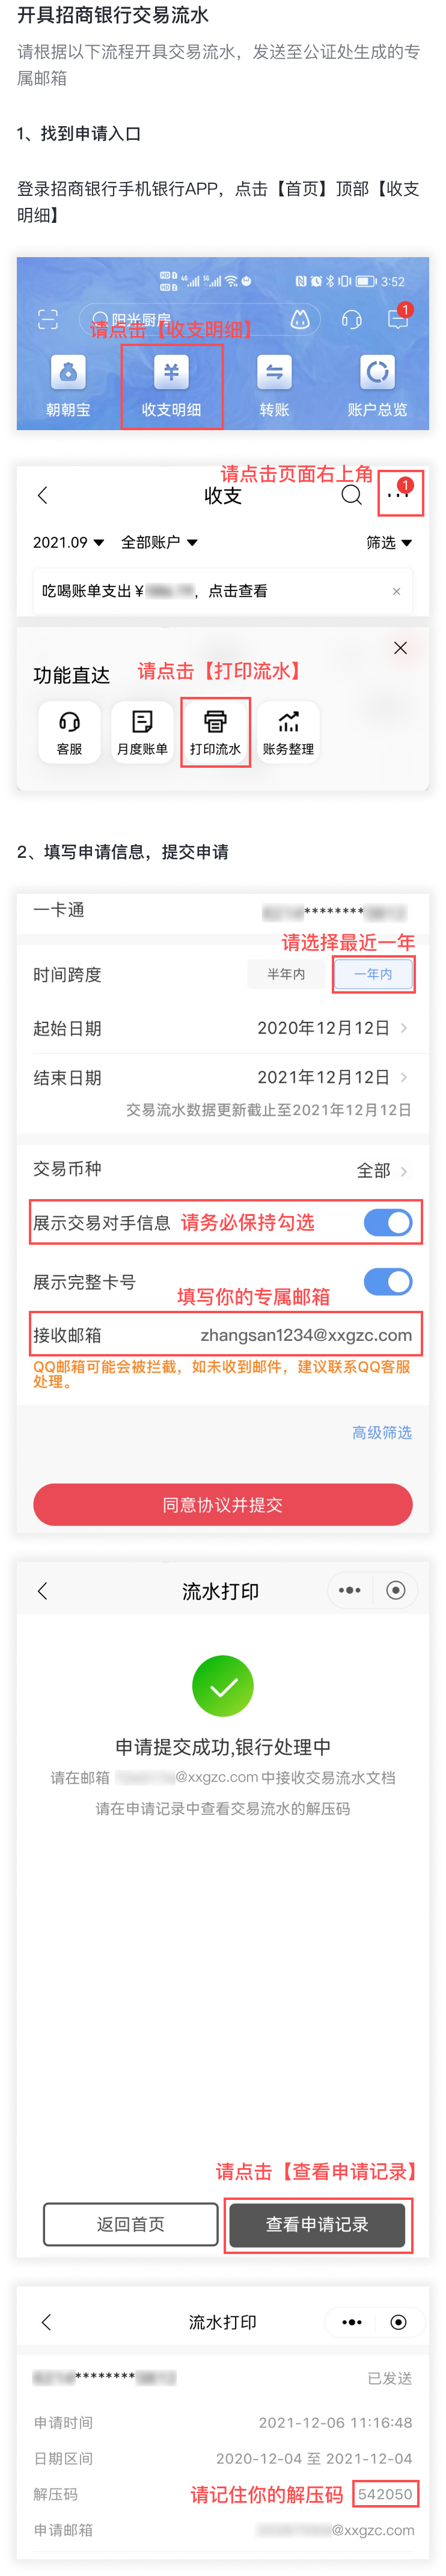 开具招商银行交易流水
请根据以下流程开具交易流水，发送至公证处生成的专
属邮箱
1、找到申请入口
登录招商银行手机银行APP，点击【首页】顶部【收支
明细】
3:52
阳光厨房
1
请点击【收支明细】
朝朝宝 收支明细 转账 账户总览
请点击页面右上角
收支
1
2021.09 全部账户 筛选
吃喝账单支出¥ ，点击查看
功能直达
请点击【打印流水】
客服 月度账单 打印流水 账务整理
2、填写申请信息，提交申请
一卡通 ********
请选择最近一年
时间跨度 半年内 一年内
起始日期 2020年12月12日
结束日期 2021年12月12日
交易流水数据更新截止至2021年12月12日
交易币种 全部
展示交易对手信息 请务必保持勾选
展示完整卡号
填写你的专属邮箱
接收邮箱 zhangsan1234@xxgzc.com
QQ邮箱可能会被拦截，如未收到邮件，建议联系QQ客服
处理。
高级筛选
同意协议并提交
流水打印
申请提交成功,银行处理中
请在邮箱 @xxgzc.com中接收交易流水文档
请在申请记录中查看交易流水的解压码
请点击【查看申请记录】
返回首页 查看申请记录
流水打印
******** 已发送
申请时间 2021-12-06 11:16:48
日期区间 2020-12-04 至 2021-12-04
解压码 请记住你的解压码 542050
申请邮箱 @xxgzc.com